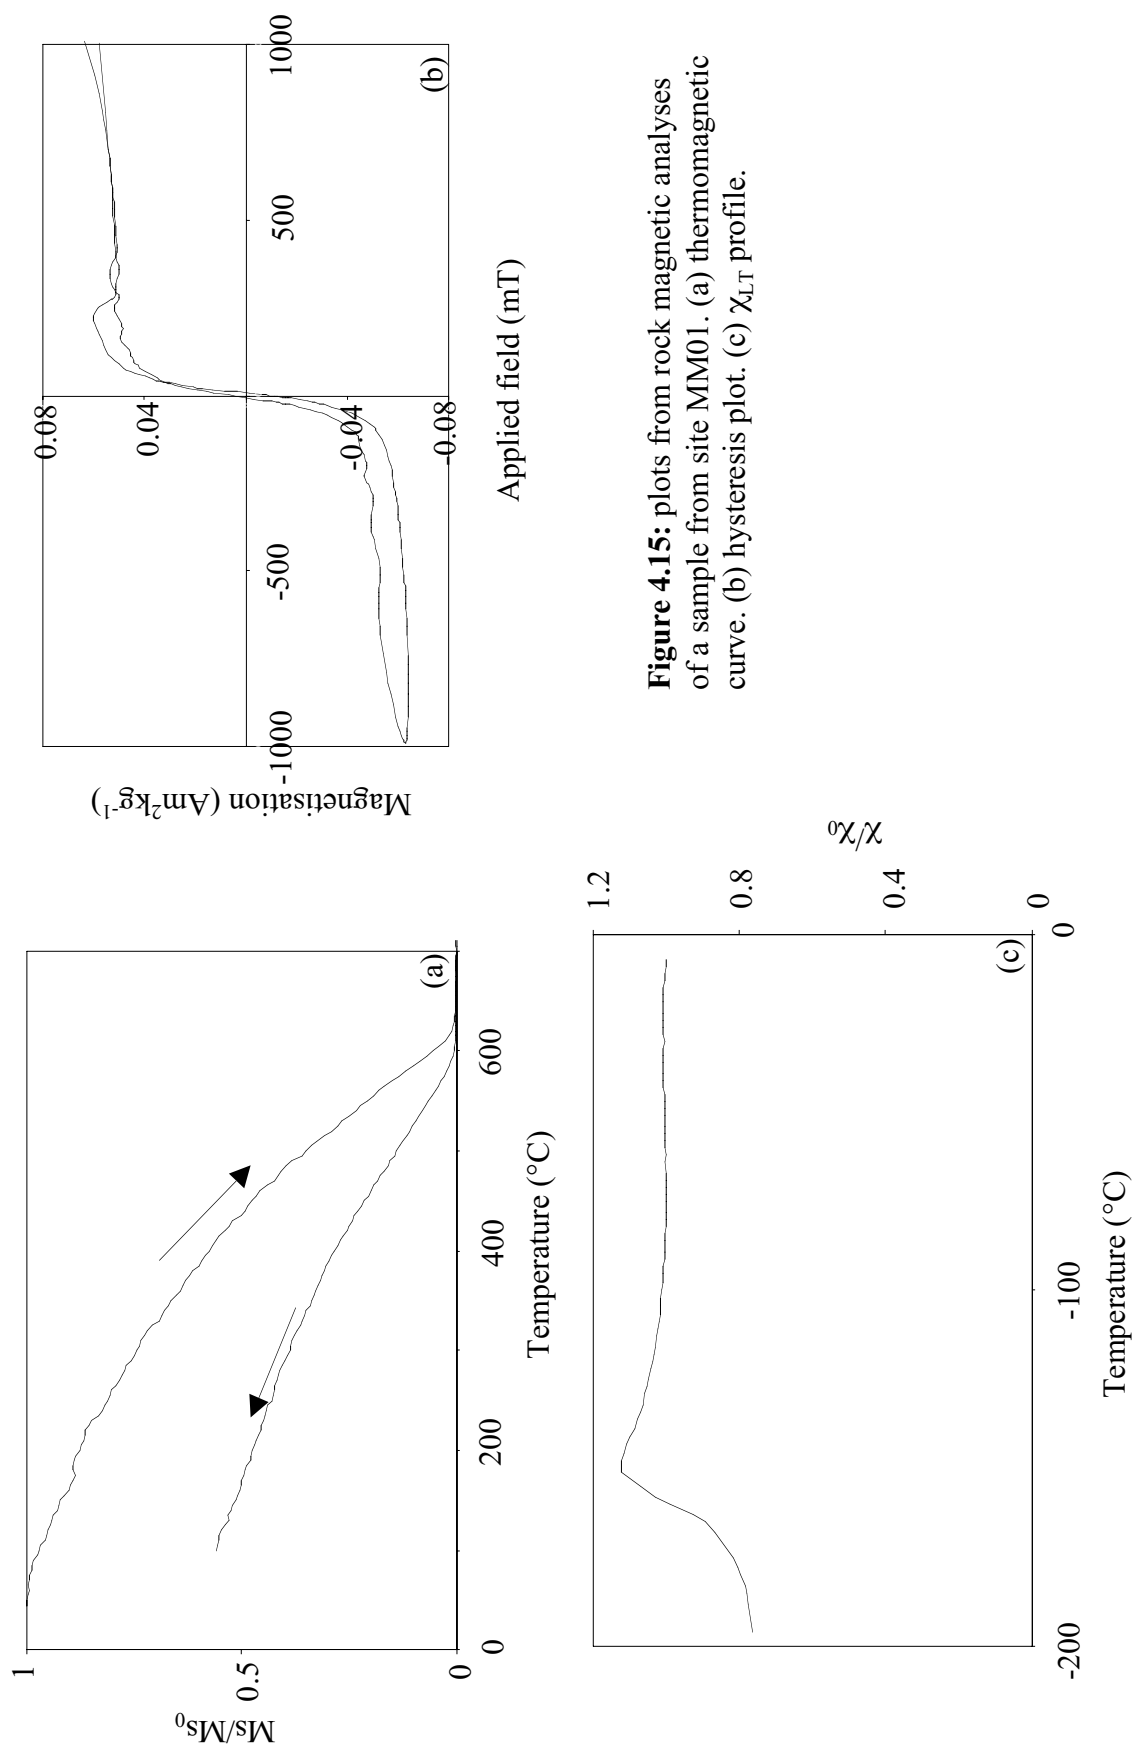 1
0.5
0
Ms/Ms₀
0
200
400
600
Temperature (°C)
(a)
0.08
0.04
-0.04
-0.08
Magnetisation (Am²kg⁻¹)
-1000
-500
500
1000
Applied field (mT)
(b)
1.2
0.8
0.4
0
χ/χ₀
-200
-100
0
Temperature (°C)
(c)
Figure 4.15: plots from rock magnetic analyses
of a sample from site MM01. (a) thermomagnetic
curve. (b) hysteresis plot. (c) χLT profile.